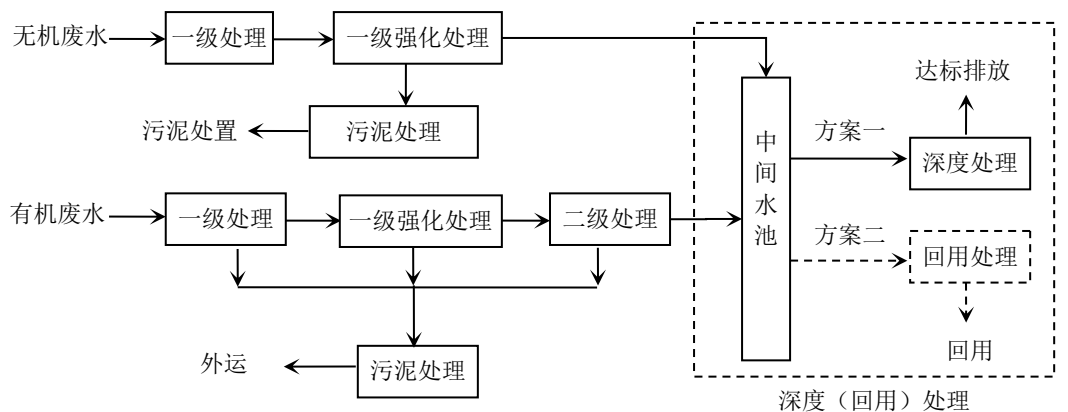 无机废水
一级处理
一级强化处理
污泥处理
污泥处置
有机废水
一级处理
一级强化处理
二级处理
污泥处理
外运
中间水池
方案一
深度处理
达标排放
方案二
回用处理
回用
深度（回用）处理